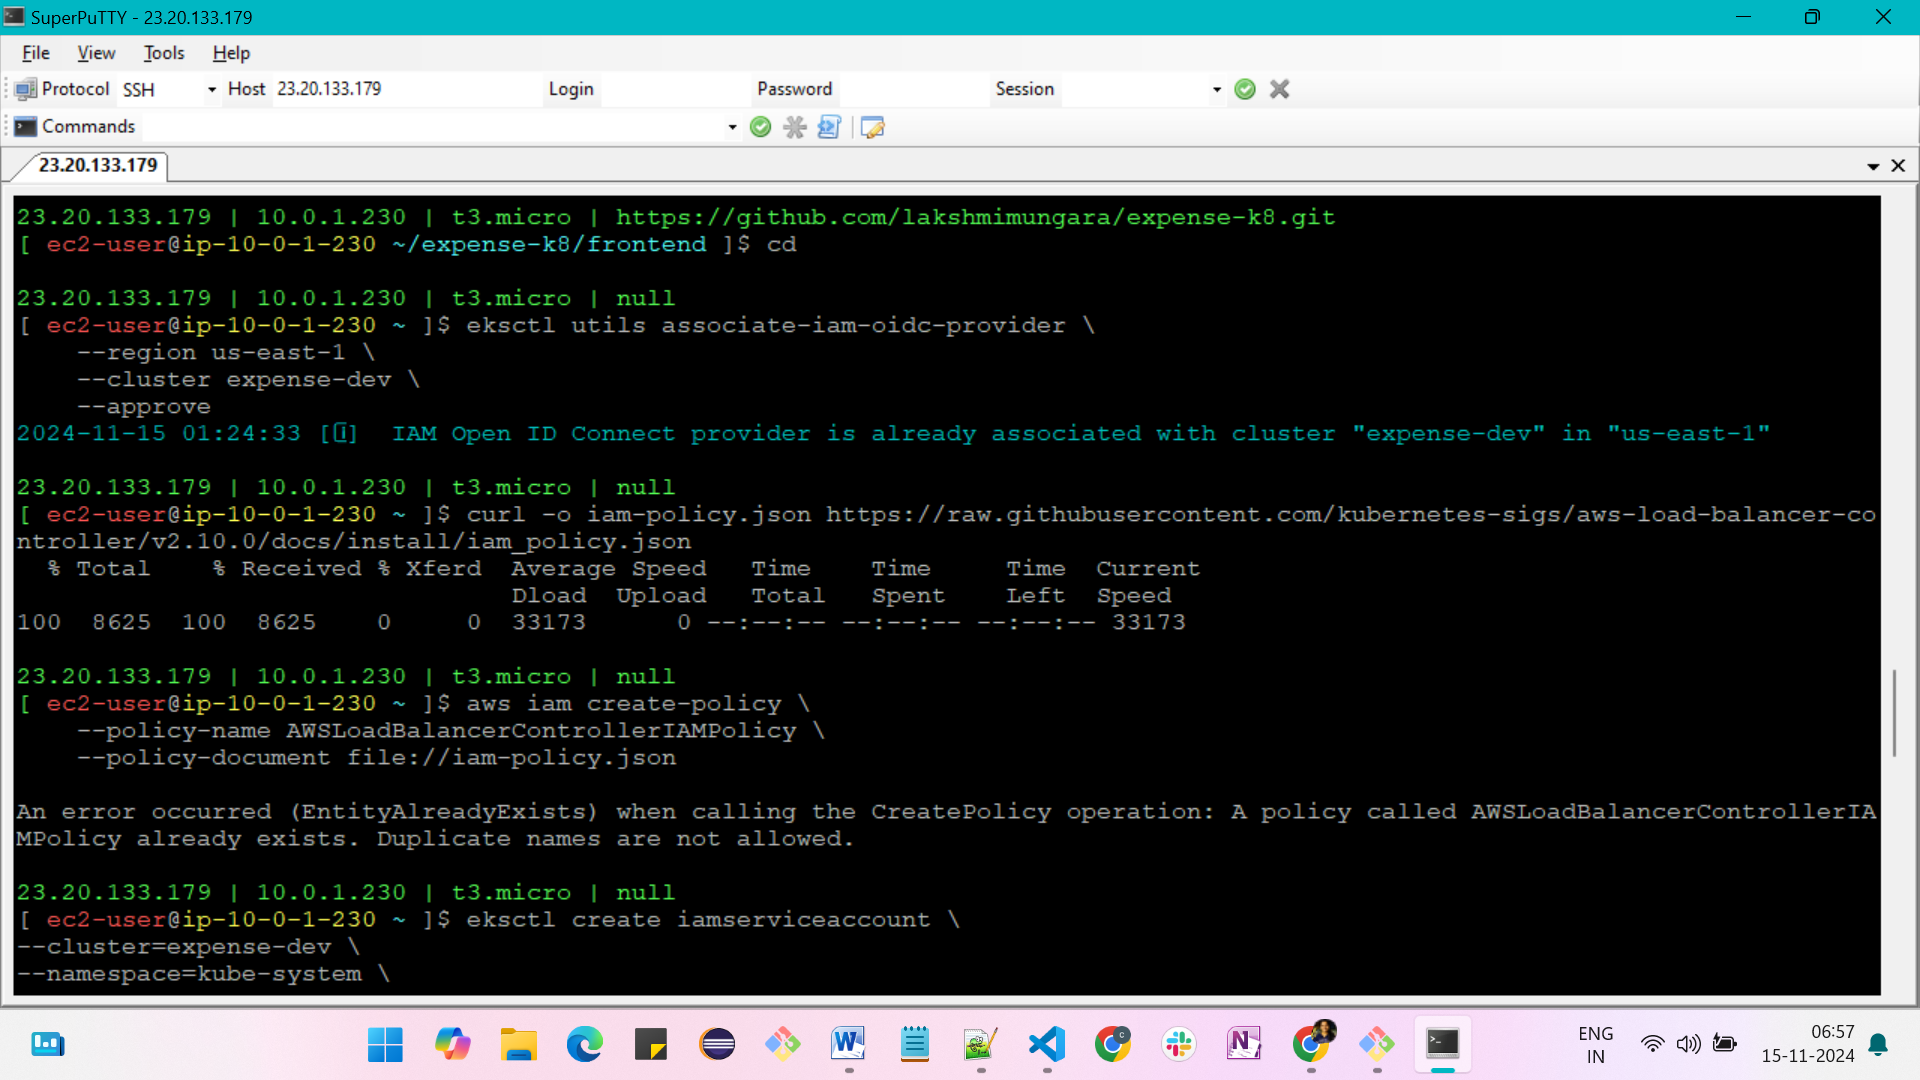 SuperPuTTY - 23.20.133.179
File View Tools Help
Protocol SSH Host 23.20.133.179 Login Password Session
Commands
23.20.133.179
23.20.133.179 | 10.0.1.230 | t3.micro | https://github.com/lakshmimungara/expense-k8.git
[ ec2-user@ip-10-0-1-230 ~/expense-k8/frontend ]$ cd
23.20.133.179 | 10.0.1.230 | t3.micro | null
[ ec2-user@ip-10-0-1-230 ~ ]$ eksctl utils associate-iam-oidc-provider \
--region us-east-1 \
--cluster expense-dev \
--approve
2024-11-15 01:24:33 [ℹ]  IAM Open ID Connect provider is already associated with cluster "expense-dev" in "us-east-1"
23.20.133.179 | 10.0.1.230 | t3.micro | null
[ ec2-user@ip-10-0-1-230 ~ ]$ curl -o iam-policy.json https://raw.githubusercontent.com/kubernetes-sigs/aws-load-balancer-co
ntroller/v2.10.0/docs/install/iam_policy.json
% Total    % Received % Xferd  Average Speed   Time    Time     Time  Current
Dload  Upload   Total   Spent    Left  Speed
100  8625  100  8625    0     0  33173      0 --:--:-- --:--:-- --:--:-- 33173
23.20.133.179 | 10.0.1.230 | t3.micro | null
[ ec2-user@ip-10-0-1-230 ~ ]$ aws iam create-policy \
--policy-name AWSLoadBalancerControllerIAMPolicy \
--policy-document file://iam-policy.json
An error occurred (EntityAlreadyExists) when calling the CreatePolicy operation: A policy called AWSLoadBalancerControllerIA
MPolicy already exists. Duplicate names are not allowed.
23.20.133.179 | 10.0.1.230 | t3.micro | null
[ ec2-user@ip-10-0-1-230 ~ ]$ eksctl create iamserviceaccount \
--cluster=expense-dev \
--namespace=kube-system \
ENG
IN
06:57
15-11-2024